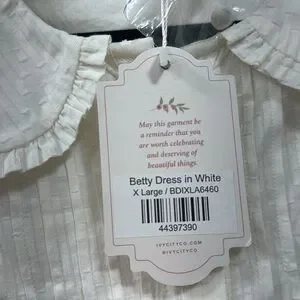 May this garment be
a reminder that you
are worth celebrating
and deserving of
beautiful things.
Betty Dress in White
X Large / BDIXLA6460
44397390
IVYCITYCO.COM
@IVYCITYCO